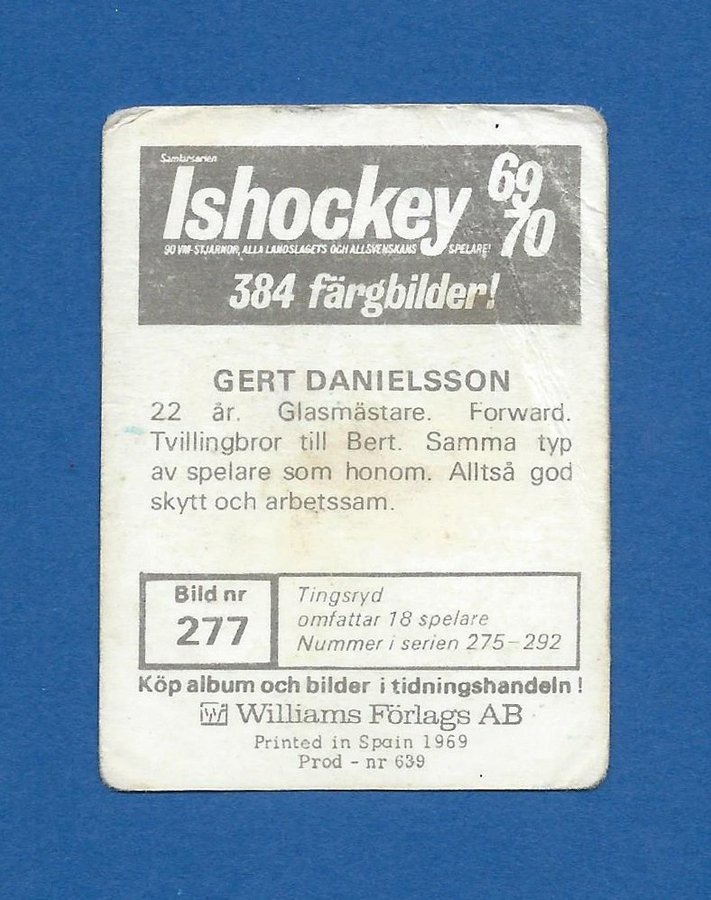 Samlarserien
Ishockey 69 70
90 VM-STJÄRNOR, ALLA LANDSLAGETS OCH ALLSVENSKANS SPELARE!
384 färgbilder!
GERT DANIELSSON
22 år. Glasmästare. Forward.
Tvillingbror till Bert. Samma typ
av spelare som honom. Alltså god
skytt och arbetssam.
Bild nr
277
Tingsryd
omfattar 18 spelare
Nummer i serien 275–292
Köp album och bilder i tidningshandeln!
Williams Förlags AB
Printed in Spain 1969
Prod - nr 639